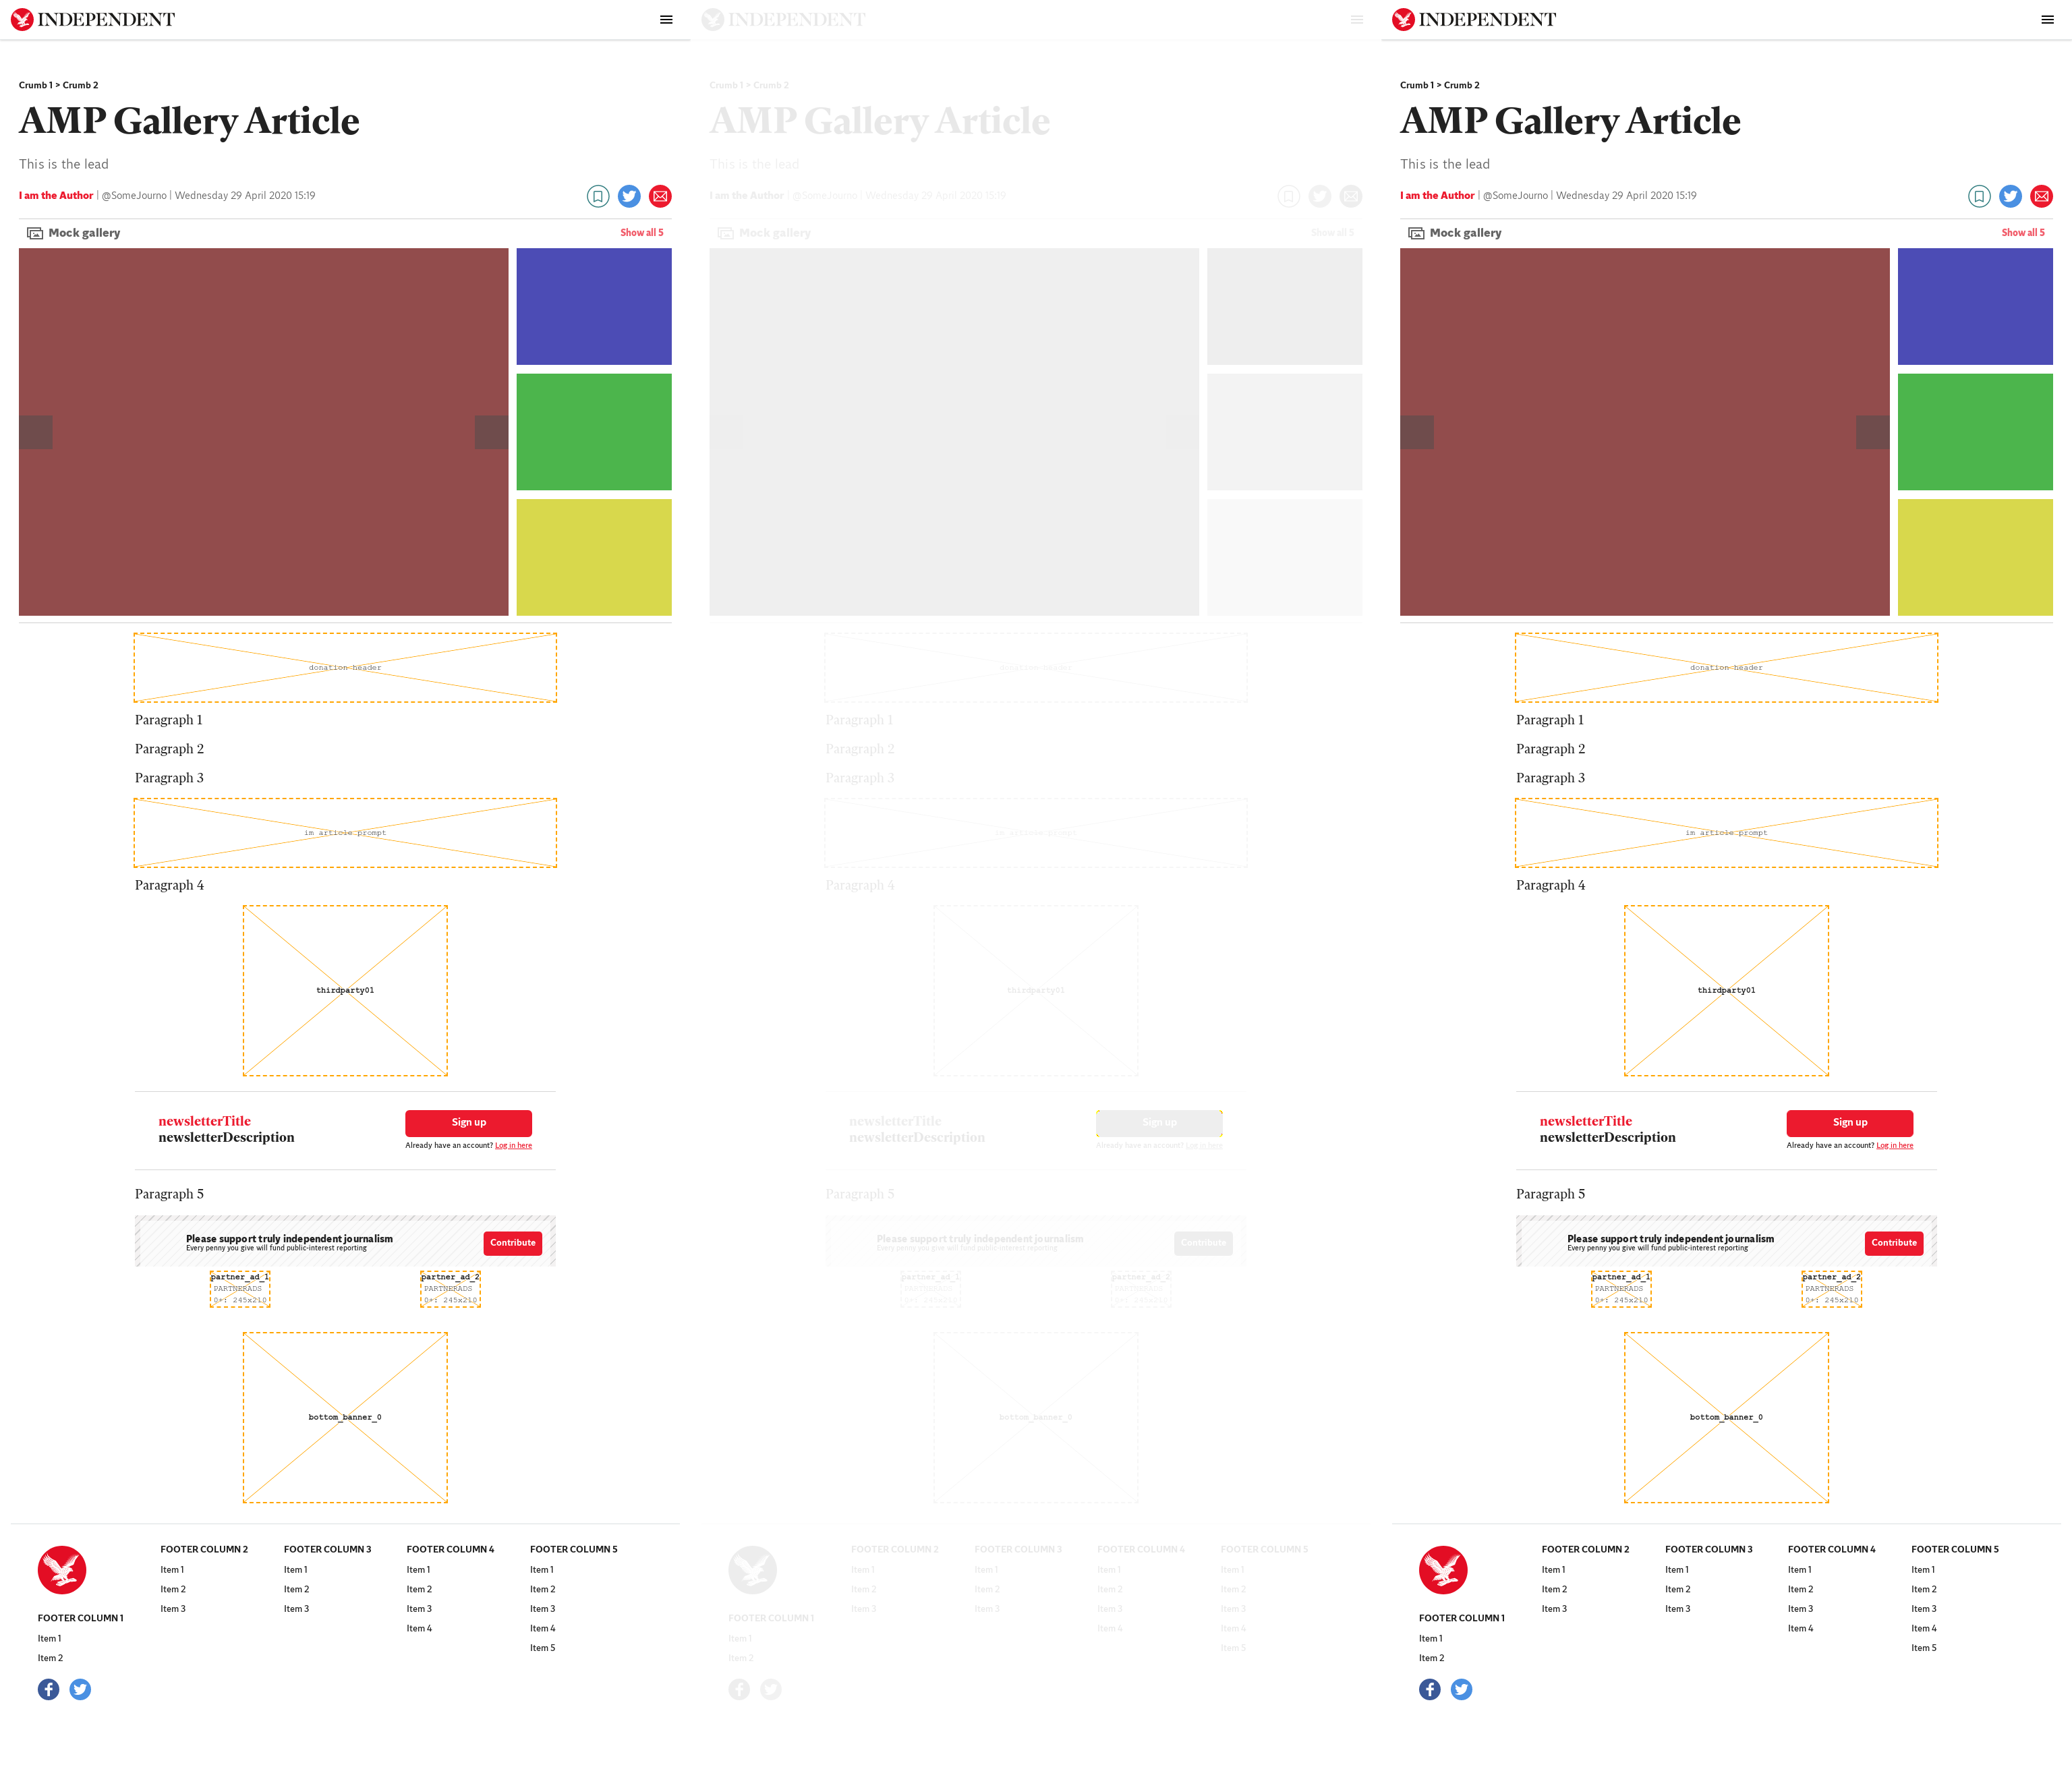 INDEPENDENT
Crumb 1 > Crumb 2
AMP Gallery Article
This is the lead
I am the Author | @SomeJourno | Wednesday 29 April 2020 15:19
Mock gallery
Show all 5
donation header
Paragraph 1
Paragraph 2
Paragraph 3
im article prompt
Paragraph 4
thirdparty01
newsletterTitle
newsletterDescription
Sign up
Already have an account? Log in here
Paragraph 5
Please support truly independent journalism
Every penny you give will fund public-interest reporting
Contribute
partner_ad_1
PARTNERADS
0+: 245x210
partner_ad_2
PARTNERADS
0+: 245x210
bottom_banner_0
FOOTER COLUMN 1
Item 1
Item 2
FOOTER COLUMN 2
Item 1
Item 2
Item 3
FOOTER COLUMN 3
Item 1
Item 2
Item 3
FOOTER COLUMN 4
Item 1
Item 2
Item 3
Item 4
FOOTER COLUMN 5
Item 1
Item 2
Item 3
Item 4
Item 5
INDEPENDENT
Crumb 1 > Crumb 2
AMP Gallery Article
This is the lead
I am the Author | @SomeJourno | Wednesday 29 April 2020 15:19
Mock gallery
Show all 5
donation header
Paragraph 1
Paragraph 2
Paragraph 3
im article prompt
Paragraph 4
thirdparty01
newsletterTitle
newsletterDescription
Sign up
Already have an account? Log in here
Paragraph 5
Please support truly independent journalism
Every penny you give will fund public-interest reporting
Contribute
partner_ad_1
PARTNERADS
0+: 245x210
partner_ad_2
PARTNERADS
0+: 245x210
bottom_banner_0
FOOTER COLUMN 1
Item 1
Item 2
FOOTER COLUMN 2
Item 1
Item 2
Item 3
FOOTER COLUMN 3
Item 1
Item 2
Item 3
FOOTER COLUMN 4
Item 1
Item 2
Item 3
Item 4
FOOTER COLUMN 5
Item 1
Item 2
Item 3
Item 4
Item 5
INDEPENDENT
Crumb 1 > Crumb 2
AMP Gallery Article
This is the lead
I am the Author | @SomeJourno | Wednesday 29 April 2020 15:19
Mock gallery
Show all 5
donation header
Paragraph 1
Paragraph 2
Paragraph 3
im article prompt
Paragraph 4
thirdparty01
newsletterTitle
newsletterDescription
Sign up
Already have an account? Log in here
Paragraph 5
Please support truly independent journalism
Every penny you give will fund public-interest reporting
Contribute
partner_ad_1
PARTNERADS
0+: 245x210
partner_ad_2
PARTNERADS
0+: 245x210
bottom_banner_0
FOOTER COLUMN 1
Item 1
Item 2
FOOTER COLUMN 2
Item 1
Item 2
Item 3
FOOTER COLUMN 3
Item 1
Item 2
Item 3
FOOTER COLUMN 4
Item 1
Item 2
Item 3
Item 4
FOOTER COLUMN 5
Item 1
Item 2
Item 3
Item 4
Item 5